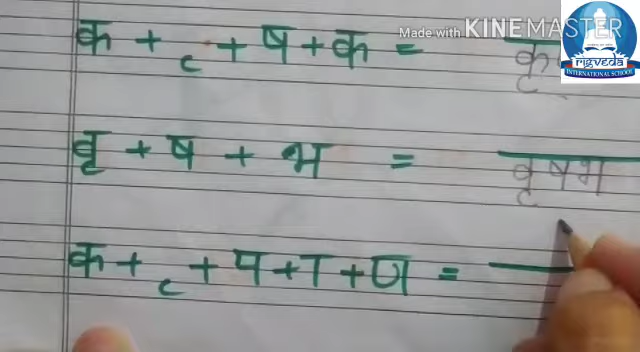 Made with KINEMASTER
rigveda
INTERNATIONAL SCHOOL
क + ृ + ष + क =
वृ + ष + भ = वृषभ
क + ृ + प + ा + ण =